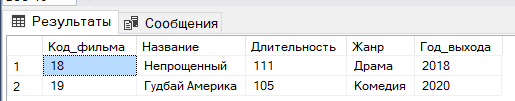 Результаты Сообщения
Код_фильма Название Длительность Жанр Год_выхода
1 18 Непрощенный 111 Драма 2018
2 19 Гудбай Америка 105 Комедия 2020